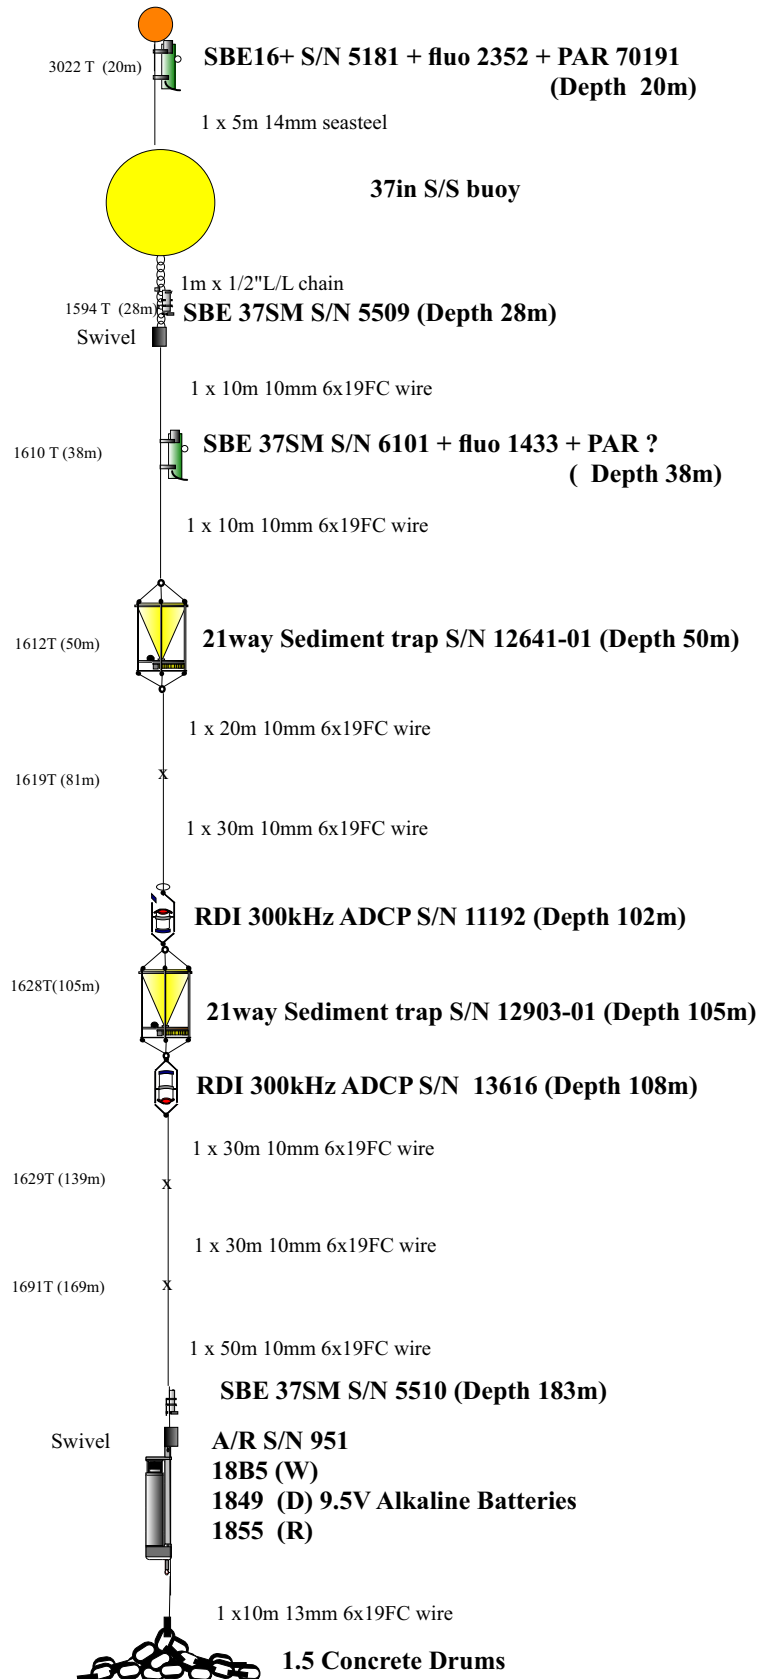 SBE16+ S/N 5181 + fluo 2352 + PAR 70191
3022 T (20m)
(Depth 20m)
1 x 5m 14mm seasteel
37in S/S buoy
1m x 1/2"L/L chain
1594 T (28m)
SBE 37SM S/N 5509 (Depth 28m)
Swivel
1 x 10m 10mm 6x19FC wire
SBE 37SM S/N 6101 + fluo 1433 + PAR ?
1610 T (38m)
( Depth 38m)
1 x 10m 10mm 6x19FC wire
1612T (50m)
21way Sediment trap S/N 12641-01 (Depth 50m)
1 x 20m 10mm 6x19FC wire
x
1619T (81m)
1 x 30m 10mm 6x19FC wire
RDI 300kHz ADCP S/N 11192 (Depth 102m)
1628T(105m)
21way Sediment trap S/N 12903-01 (Depth 105m)
RDI 300kHz ADCP S/N 13616 (Depth 108m)
1 x 30m 10mm 6x19FC wire
1629T (139m)
x
1 x 30m 10mm 6x19FC wire
1691T (169m)
x
1 x 50m 10mm 6x19FC wire
SBE 37SM S/N 5510 (Depth 183m)
Swivel
A/R S/N 951
18B5 (W)
1849 (D) 9.5V Alkaline Batteries
1855 (R)
1 x10m 13mm 6x19FC wire
1.5 Concrete Drums